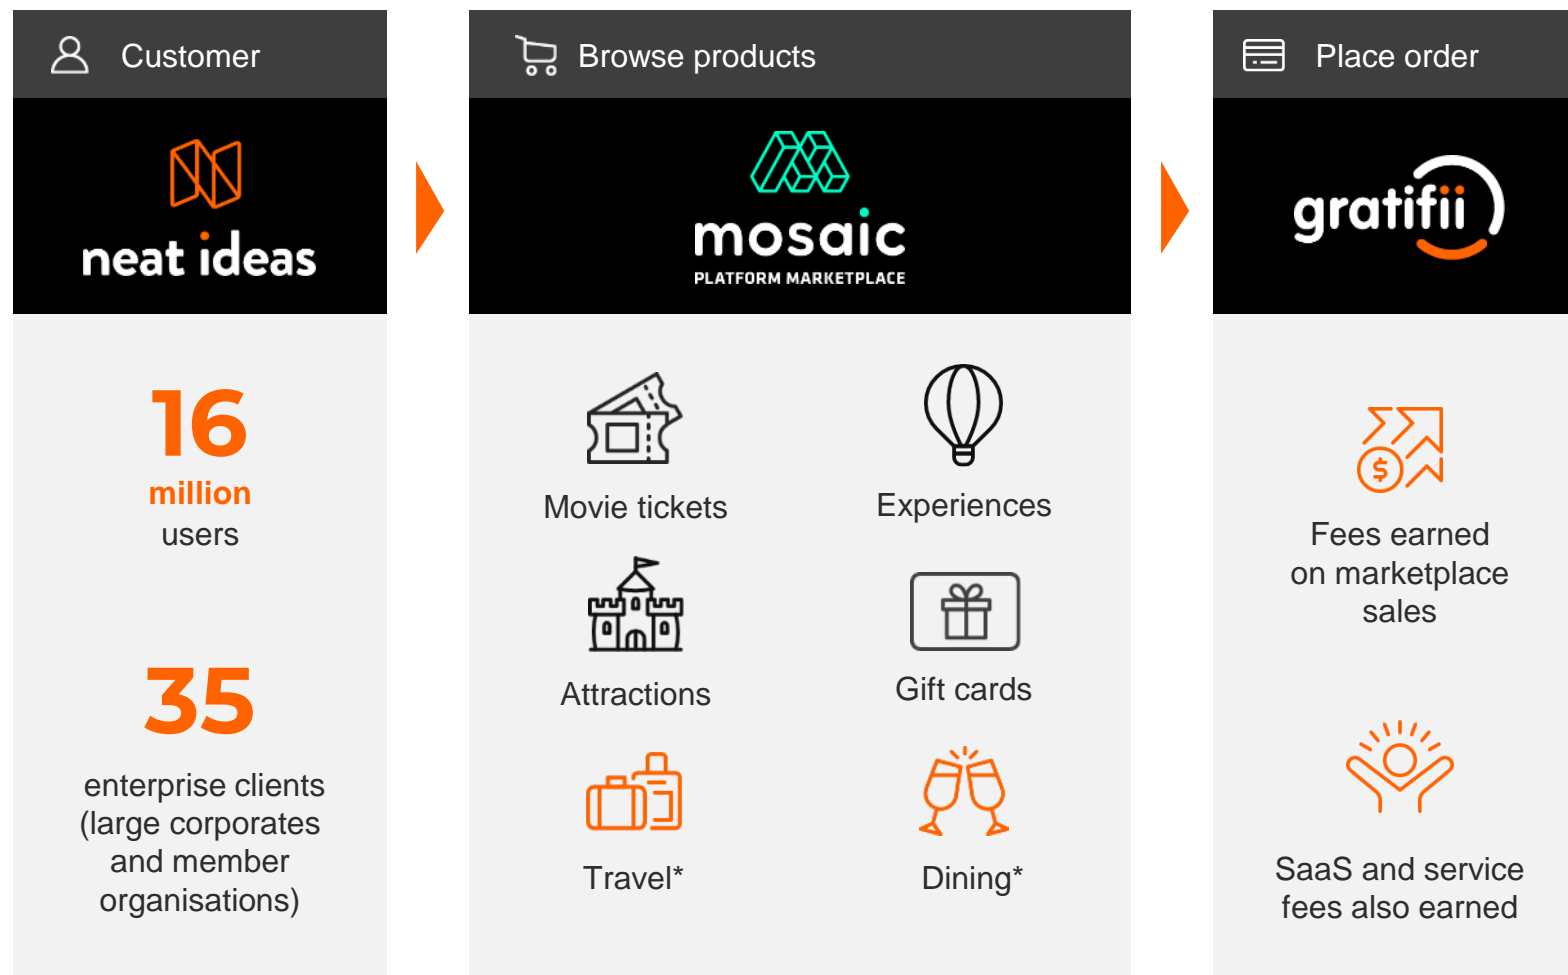 Customer
neat ideas
16
million
users
35
enterprise clients
(large corporates
and member
organisations)
Browse products
mosaic
PLATFORM MARKETPLACE
Movie tickets
Experiences
Attractions
Gift cards
Travel*
Dining*
Place order
gratifii
$
Fees earned
on marketplace
sales
SaaS and service
fees also earned